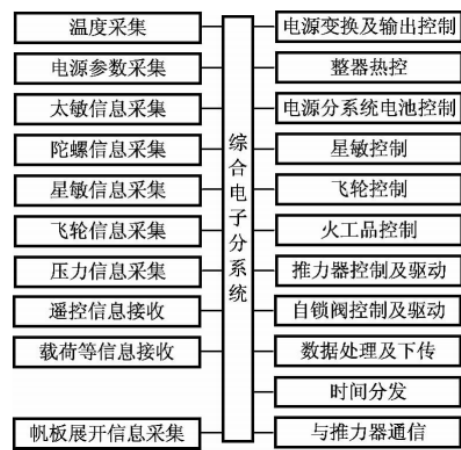 温度采集
电源参数采集
太敏信息采集
陀螺信息采集
星敏信息采集
飞轮信息采集
压力信息采集
遥控信息接收
载荷等信息接收
帆板展开信息采集
综合电子分系统
电源变换及输出控制
整器热控
电源分系统电池控制
星敏控制
飞轮控制
火工品控制
推力器控制及驱动
自锁阀控制及驱动
数据处理及下传
时间分发
与推力器通信